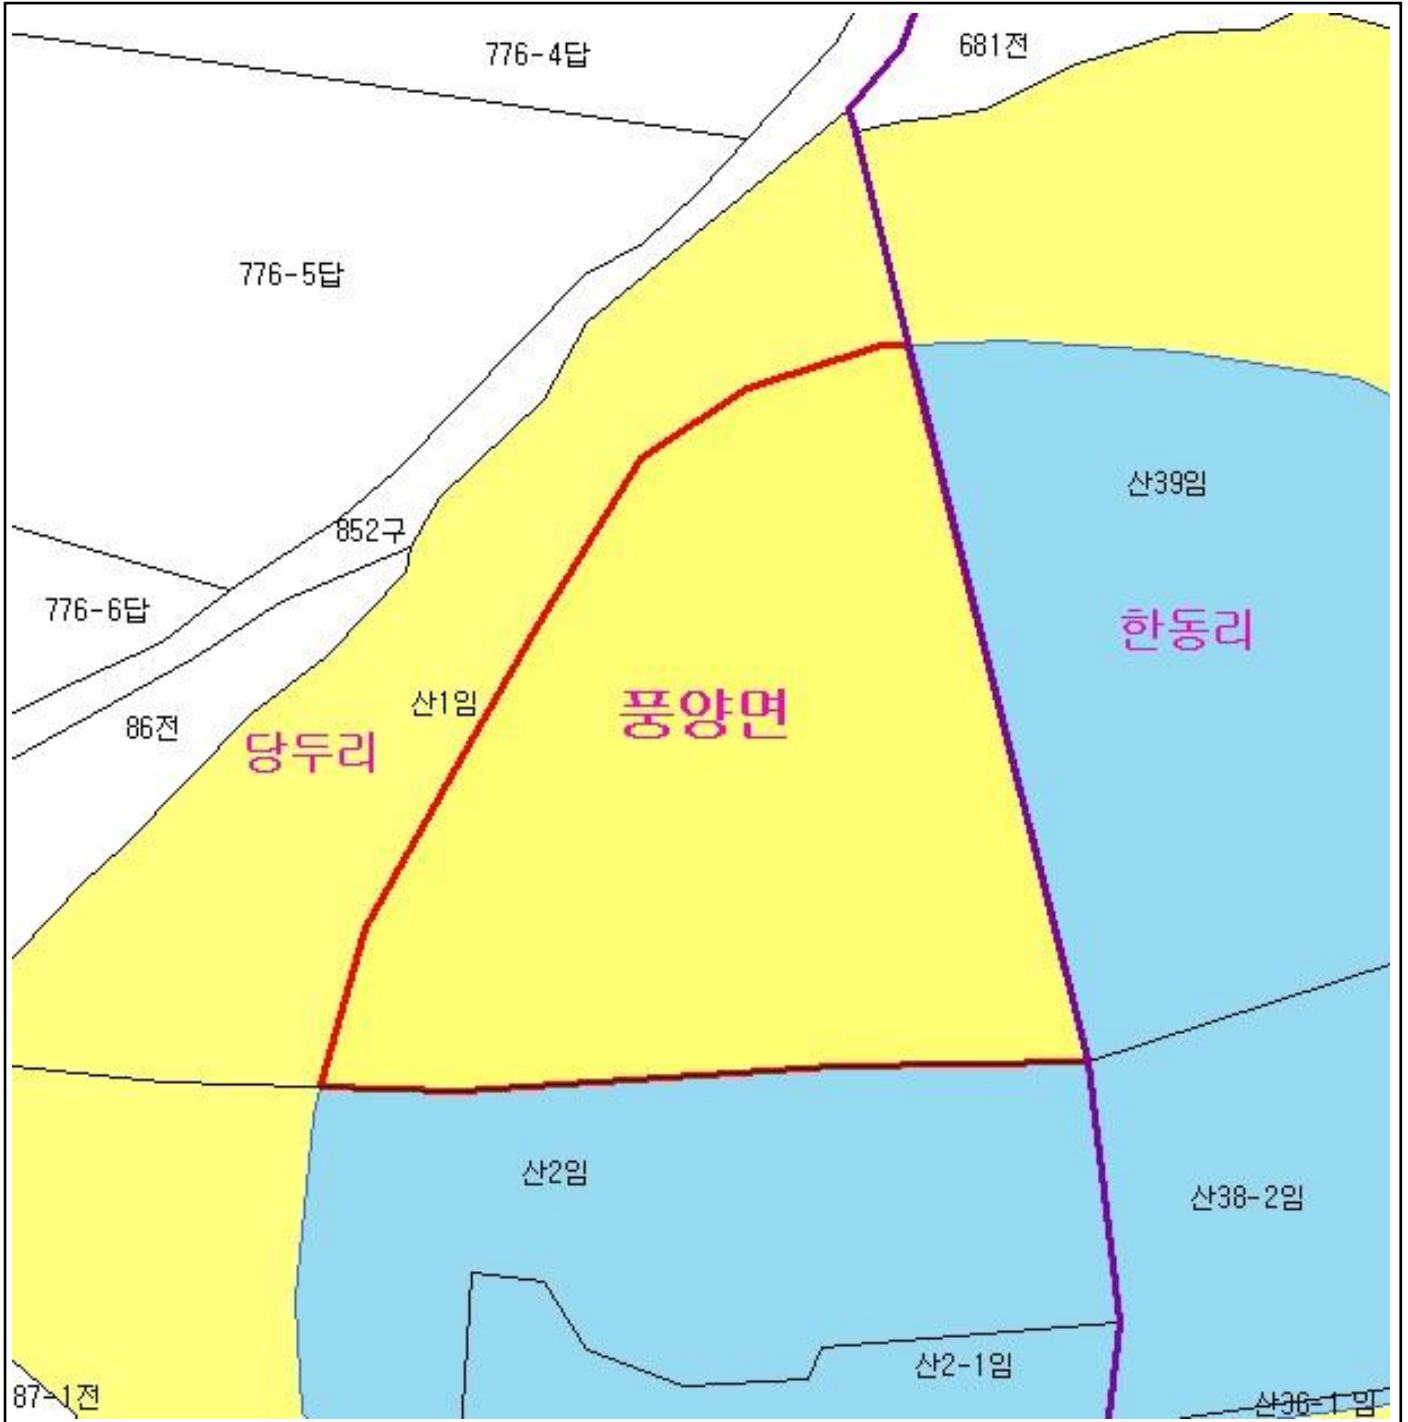 776-4답
681전
776-5답
산39임
852구
776-6답
한동리
산1임
풍양면
86전
당두리
산2임
산38-2임
산2-1임
87-1전
산36-1임